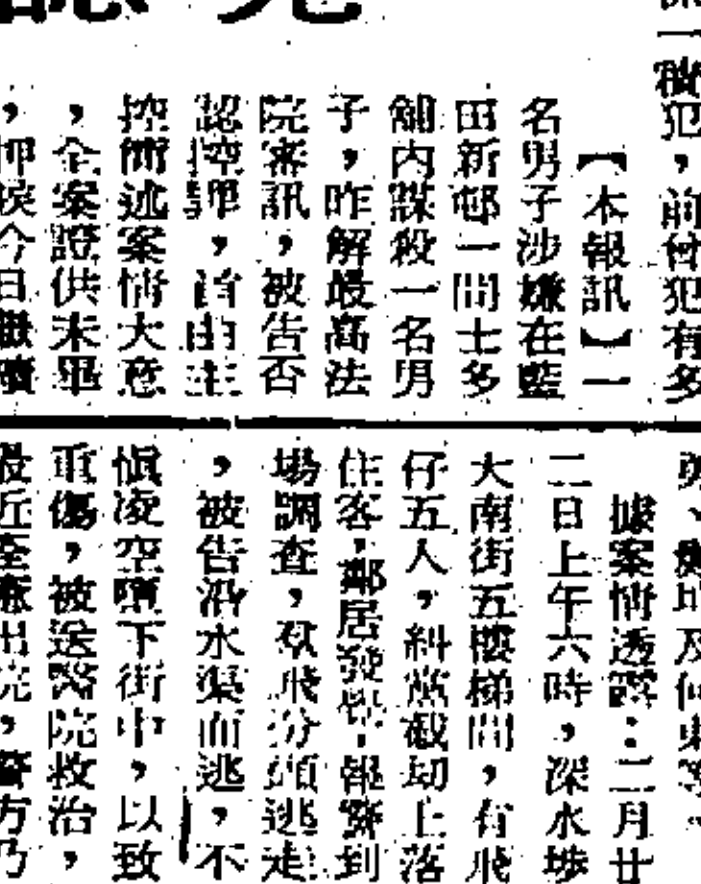 【本報訊】一
名男子涉嫌在藍
田新邨一間士多
舖內謀殺一名男
子，昨解最高法
院審訊，被告否
認控罪，首由主
控簡述案情大意
，全案證供未畢
，押候今日繼續
據案情透露：二月廿
二日上午六時，深水埗
大南街五樓梯間，有飛
仔五人，糾黨截刼上落
住客，鄰居發覺，報警到
場調查，羣飛分頭逃走
，被告沿水渠而逃，不
慎凌空墮下街中，以致
重傷，被送醫院救治，
最近痊癒出院，警方乃